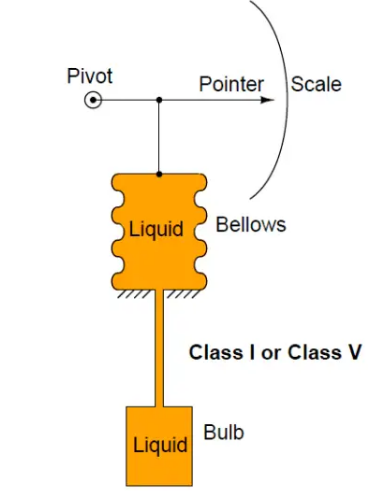 Pivot
Pointer
Scale
Liquid
Bellows
Class I or Class V
Bulb
Liquid